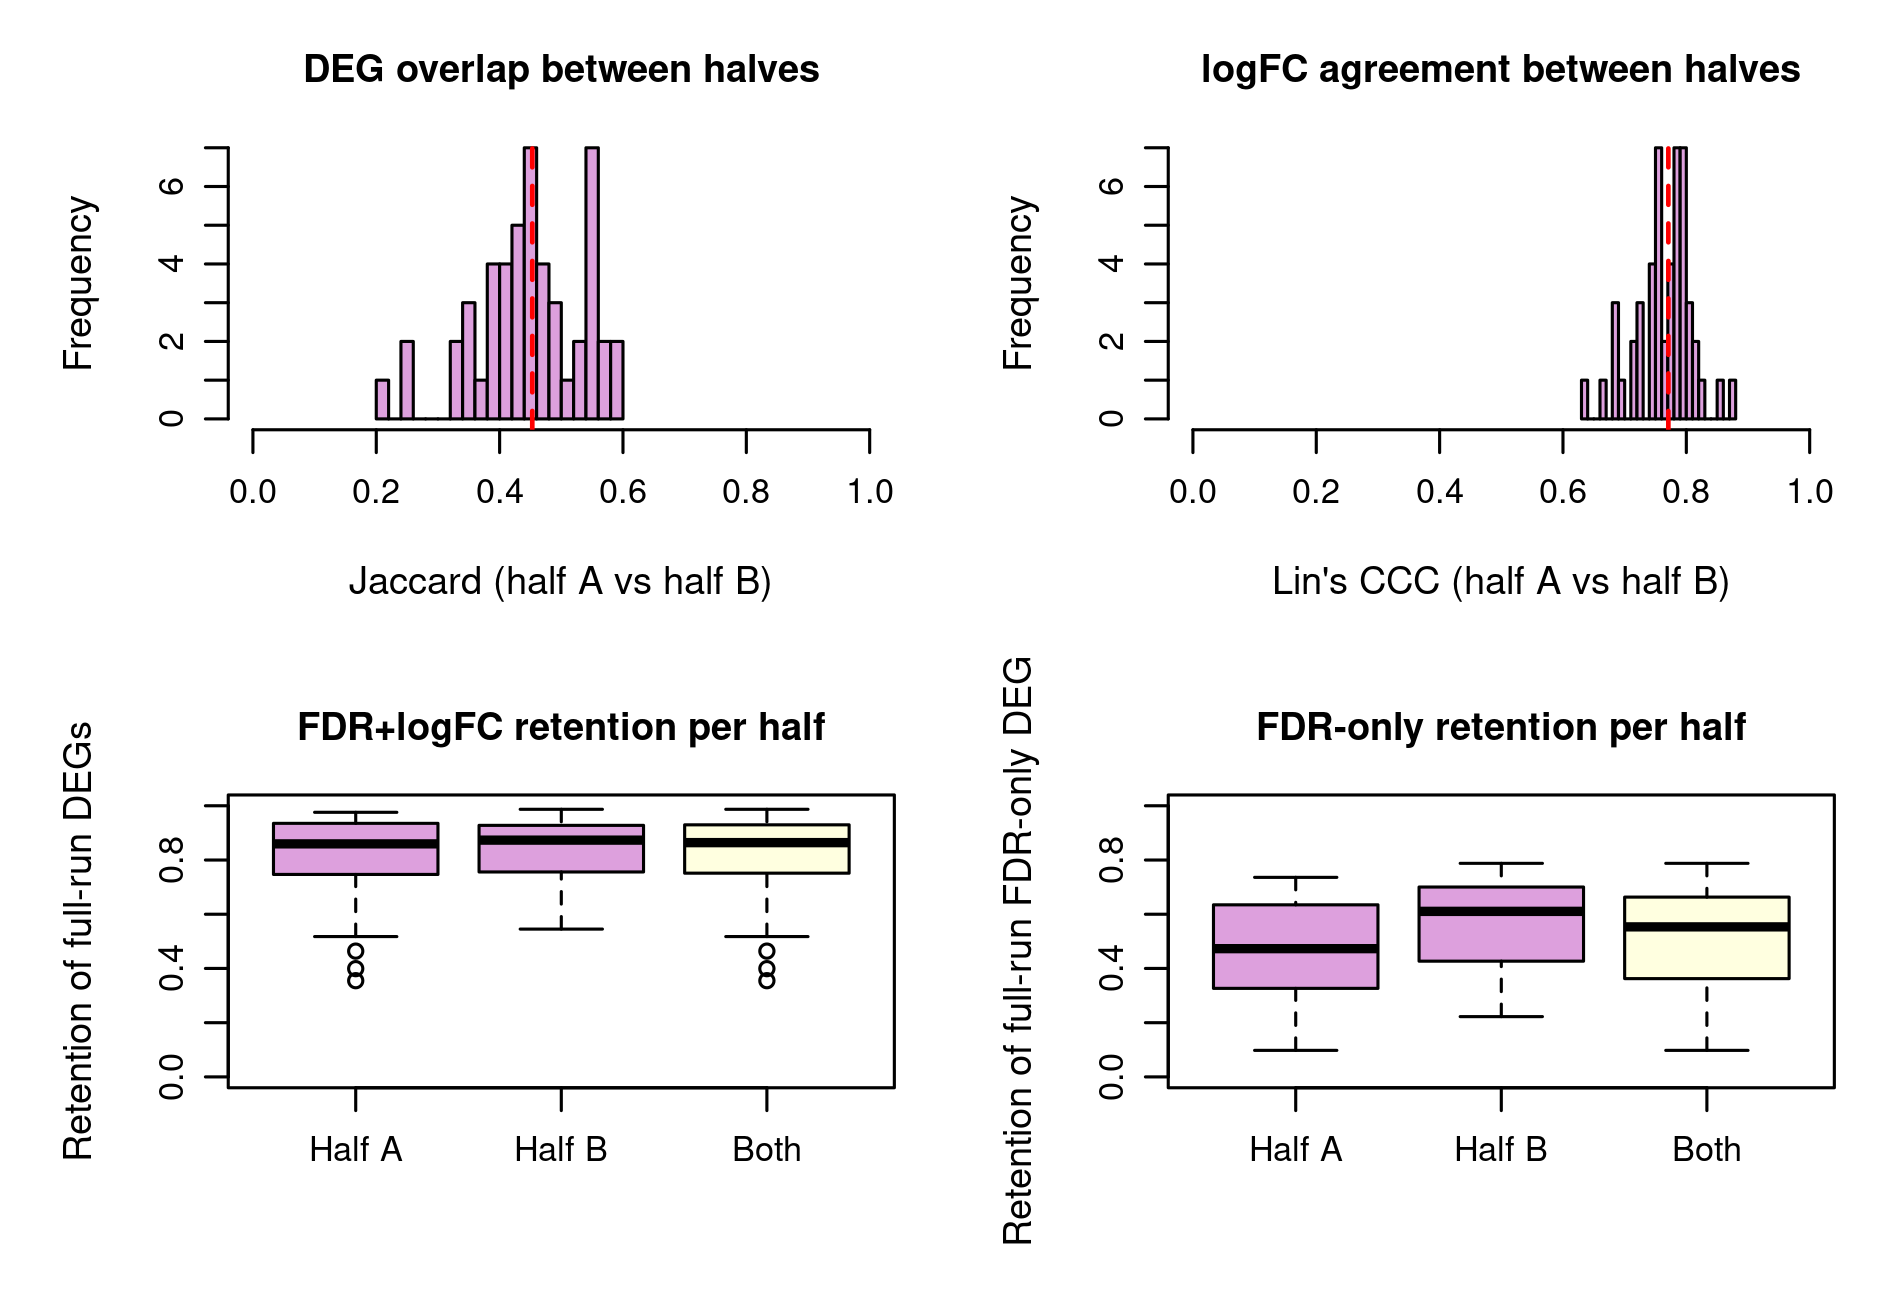 DEG overlap between halves
Frequency
0 2 4 6
0.0 0.2 0.4 0.6 0.8 1.0
Jaccard (half A vs half B)
logFC agreement between halves
Frequency
0 2 4 6
0.0 0.2 0.4 0.6 0.8 1.0
Lin's CCC (half A vs half B)
FDR+logFC retention per half
Retention of full-run DEGs
0.0 0.4 0.8
Half A Half B Both
FDR-only retention per half
Retention of full-run FDR-only DEG
0.0 0.4 0.8
Half A Half B Both